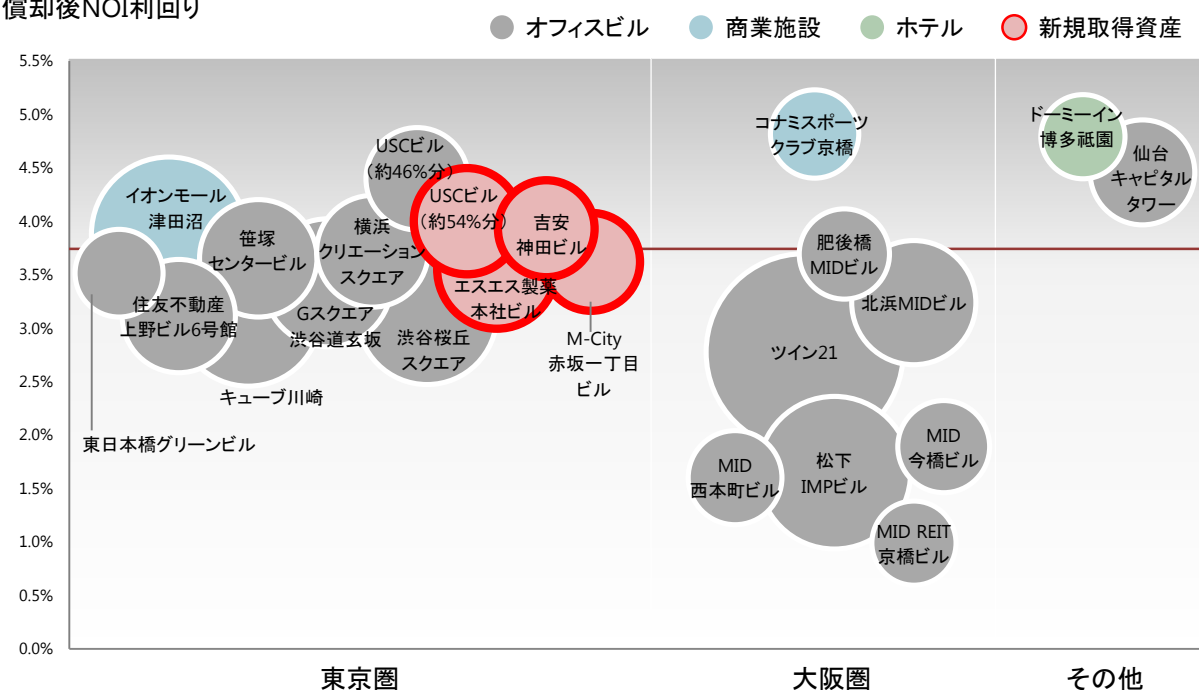 償却後NOI利回り
オフィスビル
商業施設
ホテル
新規取得資産
5.5%
5.0%
4.5%
4.0%
3.5%
3.0%
2.5%
2.0%
1.5%
1.0%
0.5%
0.0%
イオンモール
津田沼
笹塚
センタービル
住友不動産
上野ビル6号館
キューブ川崎
東日本橋グリーンビル
横浜
クリエーション
スクエア
Gスクエア
渋谷道玄坂
USCビル
（約46%分）
USCビル
（約54%分）
渋谷桜丘
スクエア
エスエス製薬
本社ビル
吉安
神田ビル
M-City
赤坂一丁目
ビル
コナミスポーツ
クラブ京橋
肥後橋
MIDビル
北浜MIDビル
ツイン21
MID
西本町ビル
松下
IMPビル
MID
今橋ビル
MID REIT
京橋ビル
ドーミーイン
博多祗園
仙台
キャピタル
タワー
東京圏
大阪圏
その他